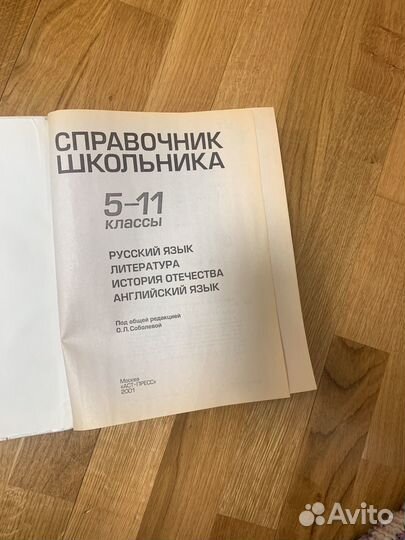 СПРАВОЧНИК
ШКОЛЬНИКА
5–11
классы
РУССКИЙ ЯЗЫК
ЛИТЕРАТУРА
ИСТОРИЯ ОТЕЧЕСТВА
АНГЛИЙСКИЙ ЯЗЫК
Под общей редакцией
О.Л.Соболевой
Москва
«АСТ-ПРЕСС»
2001
Avito